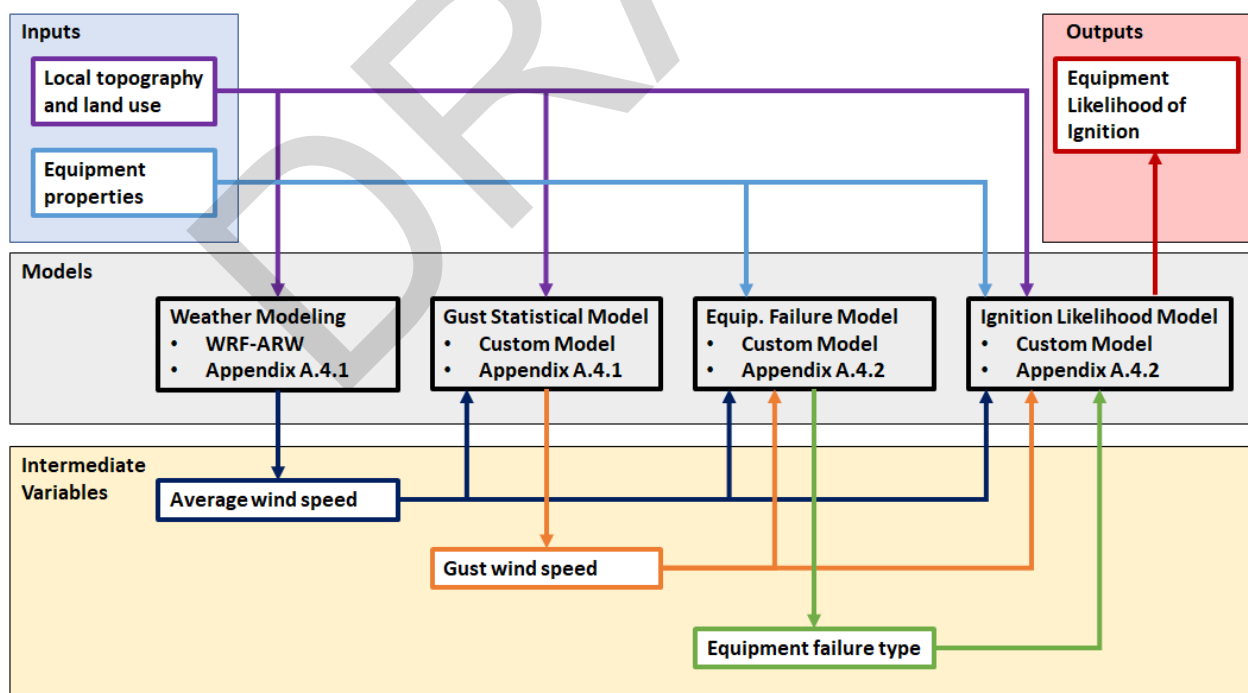 Inputs
Local topography
and land use
Equipment
properties
Outputs
Equipment
Likelihood of
Ignition
Models
Weather Modeling
• WRF-ARW
• Appendix A.4.1
Gust Statistical Model
• Custom Model
• Appendix A.4.1
Equip. Failure Model
• Custom Model
• Appendix A.4.2
Ignition Likelihood Model
• Custom Model
• Appendix A.4.2
Intermediate
Variables
Average wind speed
Gust wind speed
Equipment failure type
DRA